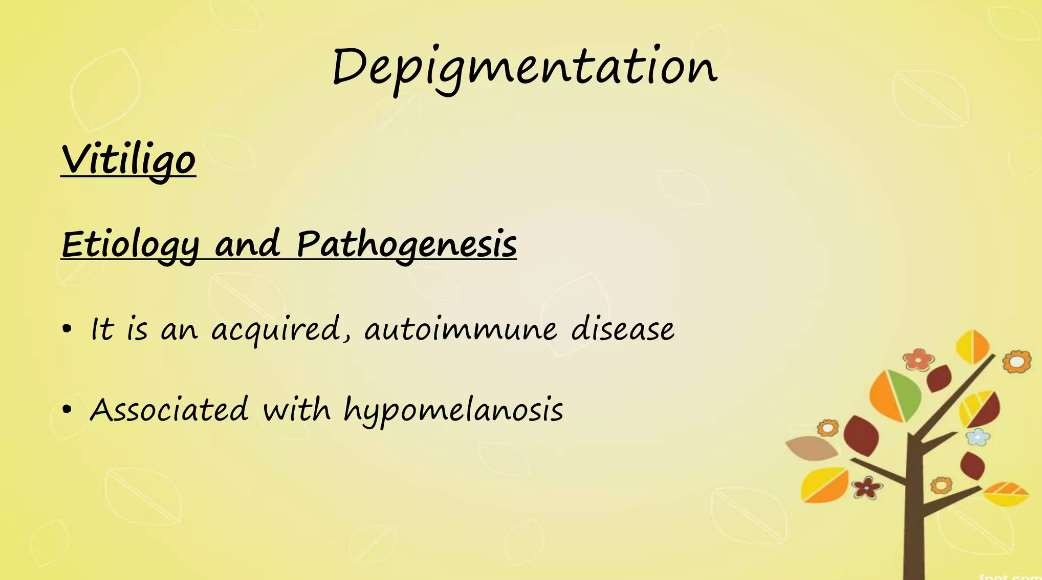 Depigmentation
Vitiligo
Etiology and Pathogenesis
• It is an acquired, autoimmune disease
• Associated with hypomelanosis